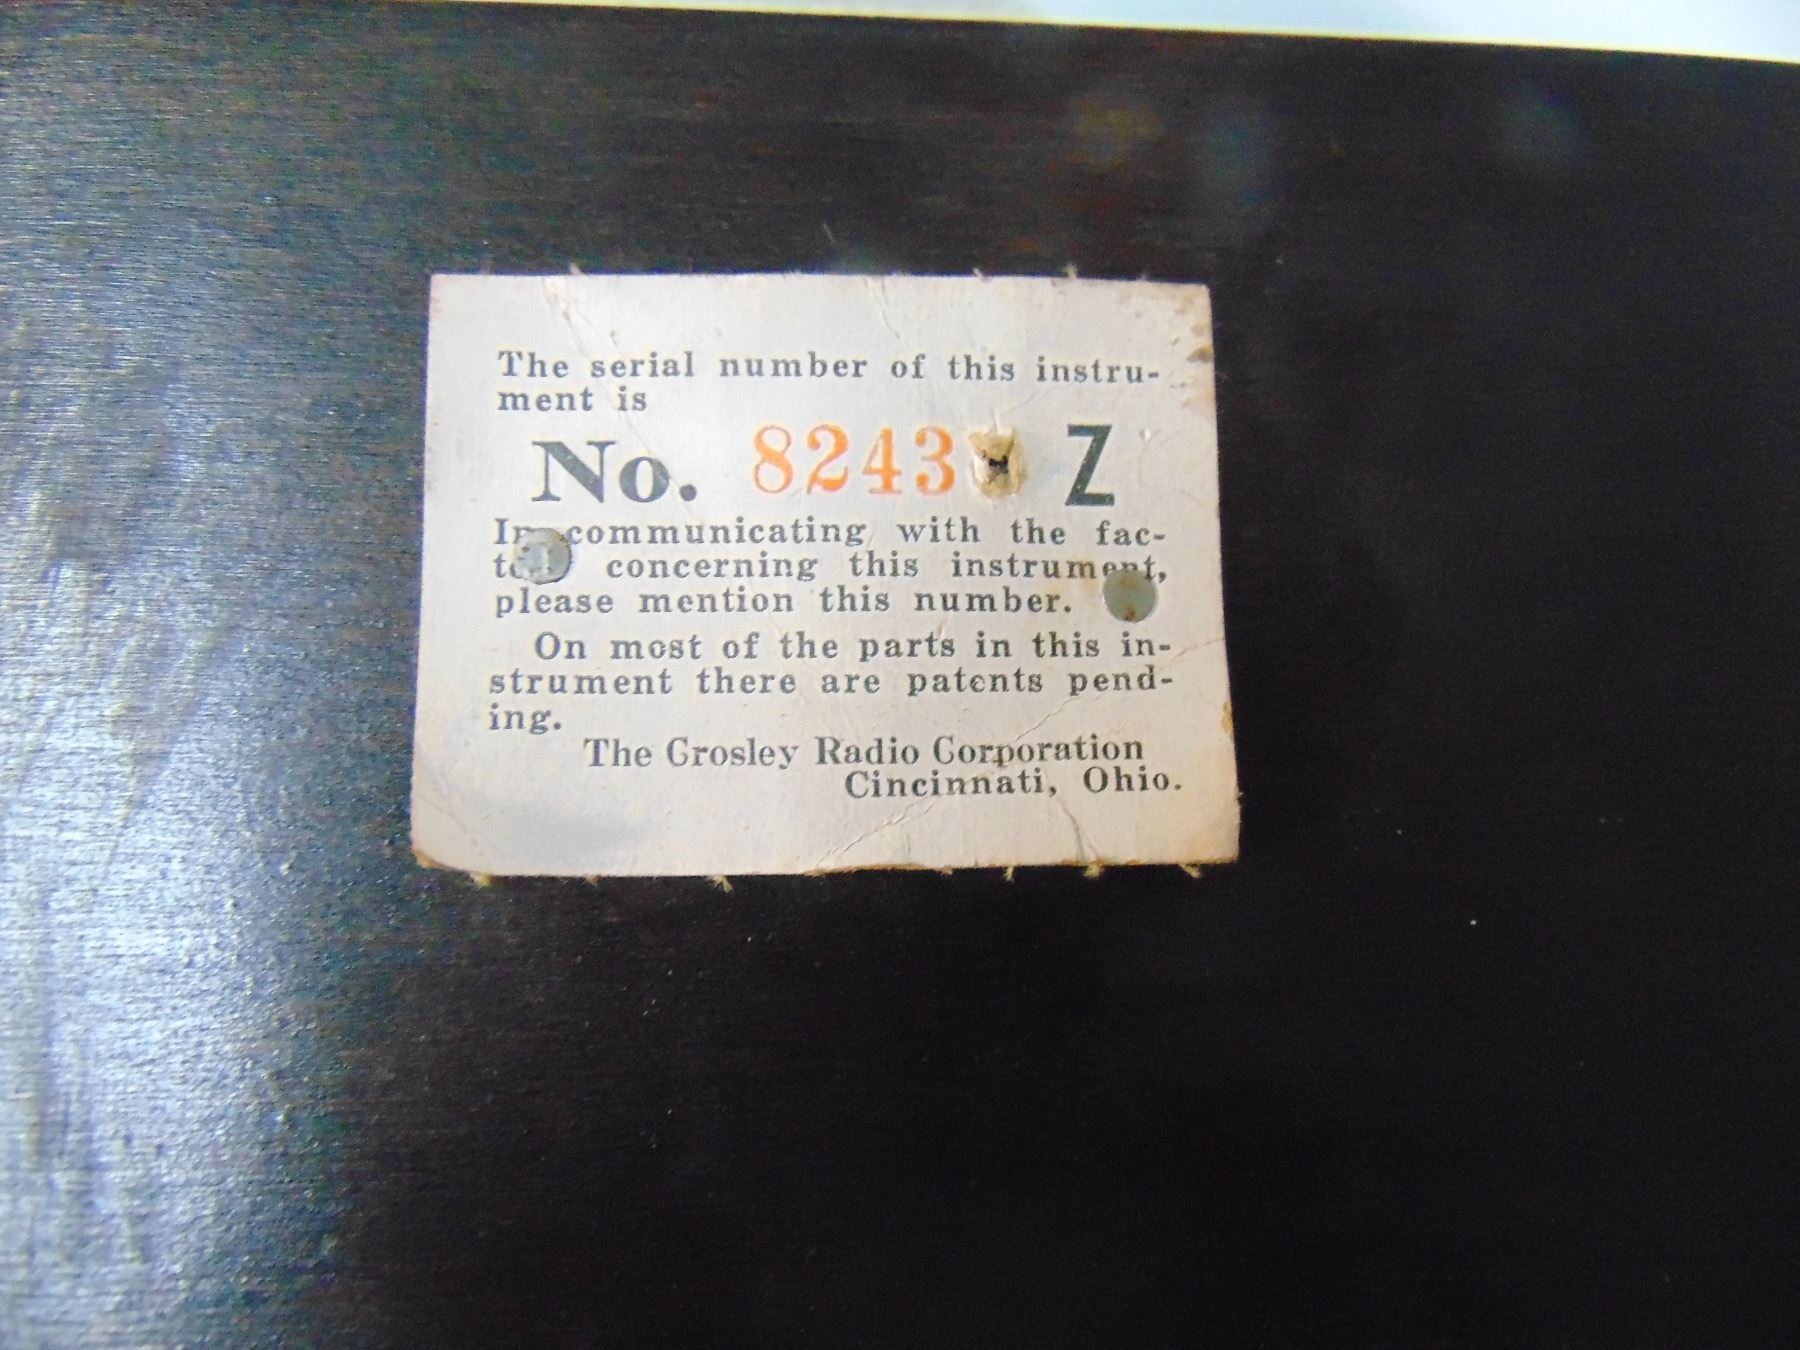 The serial number of this instru-
ment is
No. 8243 Z
In communicating with the fac-
concerning this instrument,
please mention this number.
On most of the parts in this in-
strument there are patents pend-
ing.
The Crosley Radio Corporation
Cincinnati, Ohio.